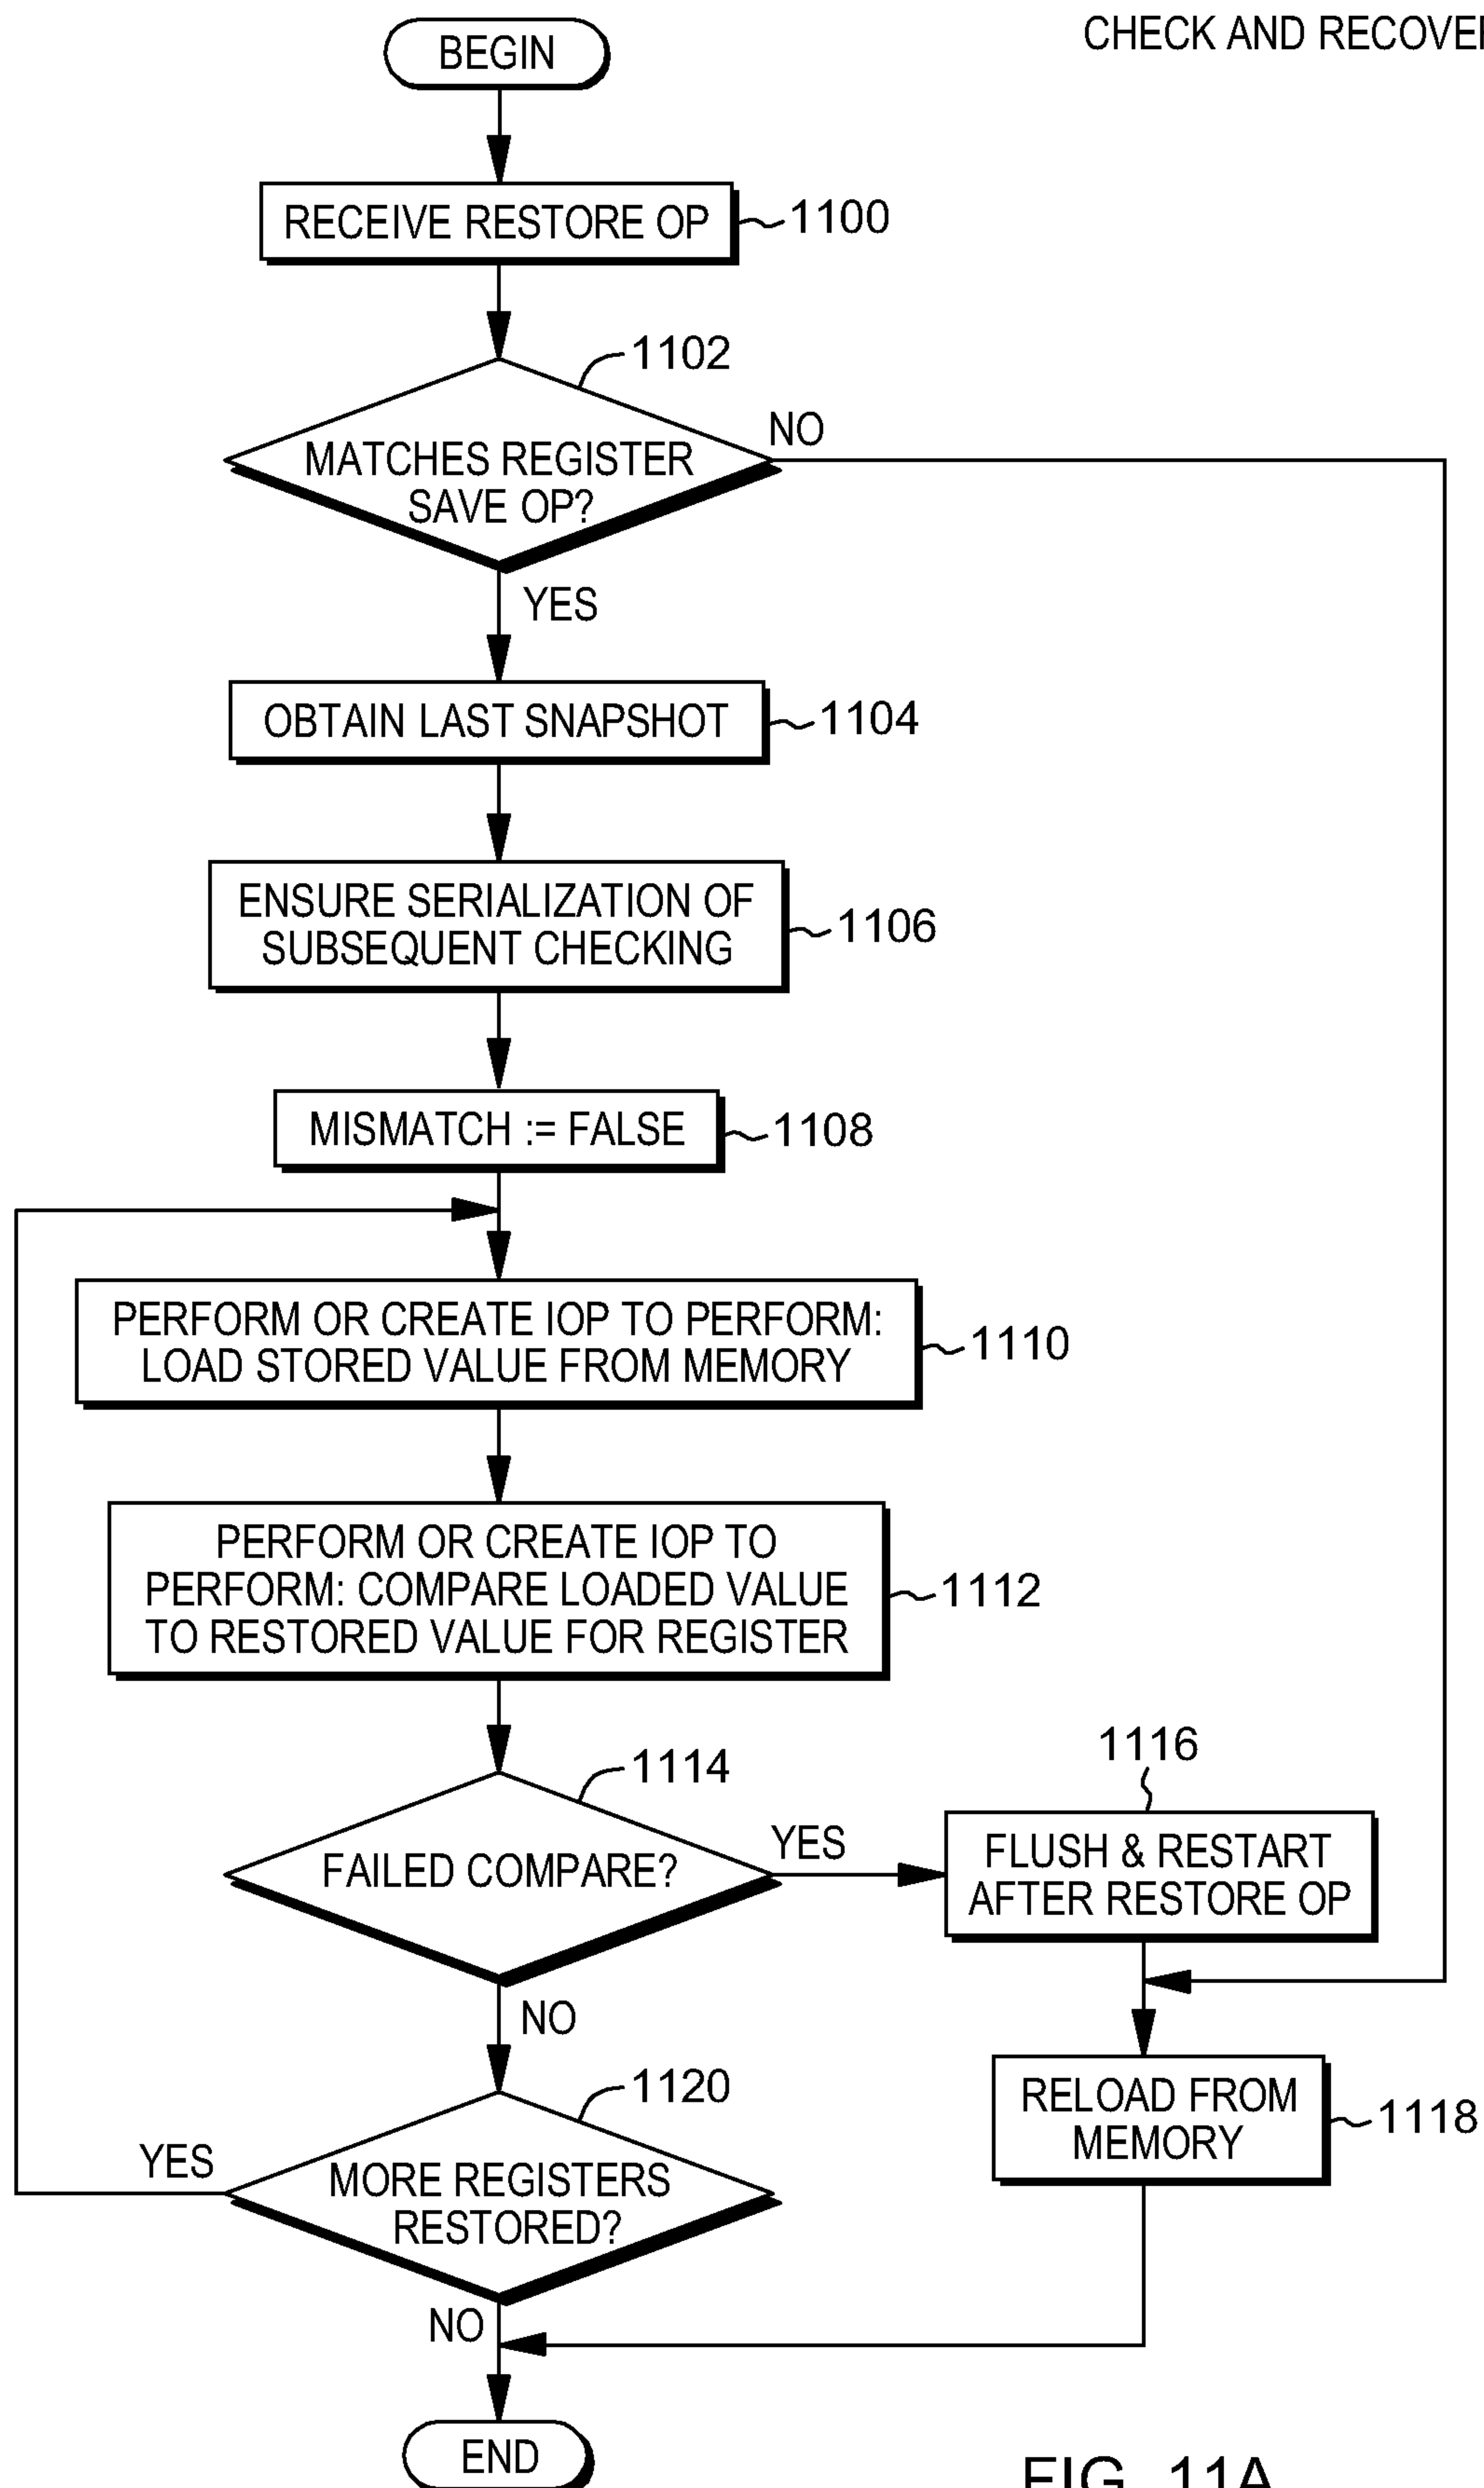 CHECK AND
BEGIN
RECEIVE RESTORE OP
1100
1102
MATCHES REGISTER
SAVE OP?
NO
YES
OBTAIN LAST SNAPSHOT
1104
ENSURE SERIALIZATION OF
SUBSEQUENT CHECKING
1106
MISMATCH := FALSE
1108
PERFORM OR CREATE IOP TO PERFORM:
LOAD STORED VALUE FROM MEMORY
1110
PERFORM OR CREATE IOP TO
PERFORM: COMPARE LOADED VALUE
TO RESTORED VALUE FOR REGISTER
1112
1114
FAILED COMPARE?
YES
1116
FLUSH & RESTART
AFTER RESTORE OP
NO
1120
RELOAD FROM
MEMORY
1118
YES
MORE REGISTERS
RESTORED?
NO
END
FIG. 11A